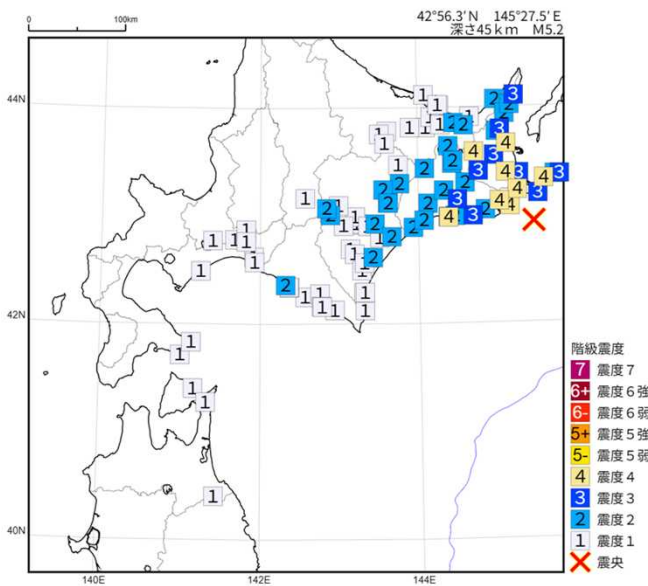 0 100km
42°56.3′N 145°27.5′E
深さ45km M5.2
44N
42N
40N
140E 142E 144E
階級震度
7 震度7
6+ 震度6強
6- 震度6弱
5+ 震度5強
5- 震度5弱
4 震度4
3 震度3
2 震度2
1 震度1
震央